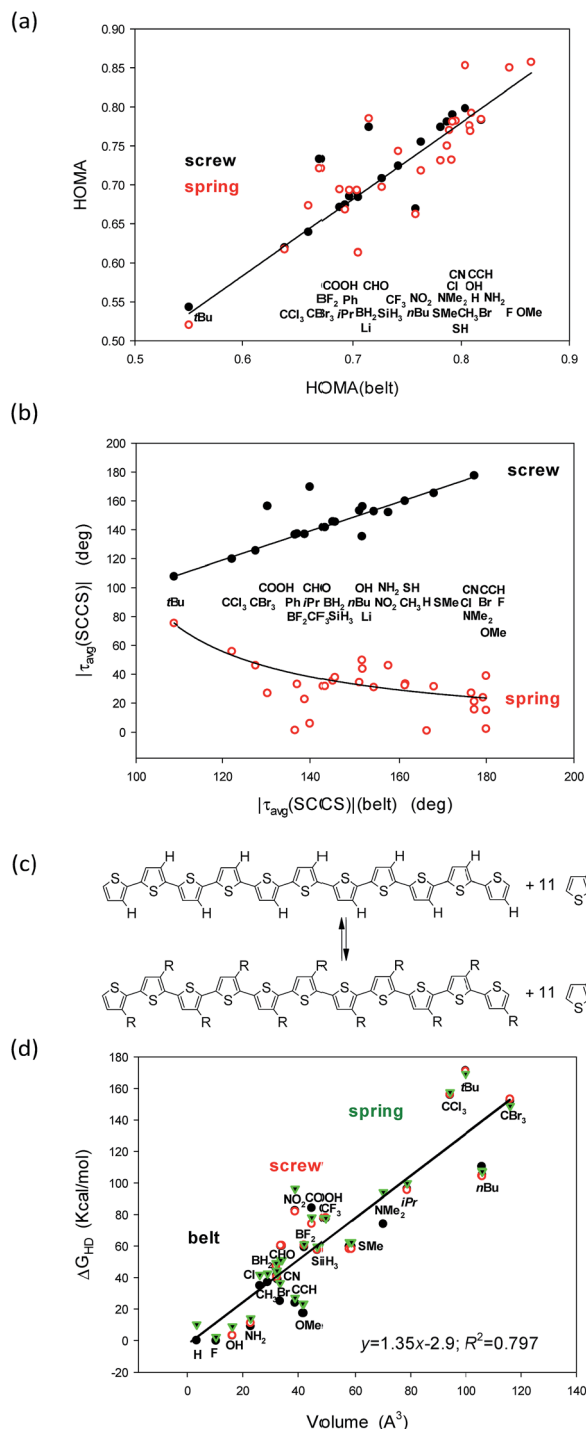 (a)
0.90
0.85
0.80
0.75
0.70
0.65
0.60
0.55
0.50
HOMA
screw
spring
CN CCH
COOH CHO Cl OH
BF2 Ph CF3 NO2 NMe2 H NH2
CCl3 CBr3 iPr BH2 SiH3 nBu SMe CH3 Br F OMe
Li SH
tBu
0.5 0.6 0.7 0.8 0.9
HOMA(belt)
(b)
200
180
160
140
120
100
80
60
40
20
0
|τavg(SCCS)| (deg)
screw
COOH CHO OH NH2 SH CN CCH
tBu CCl3 CBr3 Ph iPr BH2 nBu NO2 CH3 H SMe Cl Br F
BF2 CF3 SiH3 Li NMe2
OMe
spring
100 120 140 160 180 200
|τavg(SCCS)|(belt) (deg)
(c)
H H H H
S S S S S S S S S S + 11 S
H H H H H
R R R R
S S S S S S S S S S + 11 S
R R R R R
(d)
180
160
140
120
100
80
60
40
20
0
-20
ΔGHD (Kcal/mol)
spring
tBu
CCl3
CBr3
screw
NO2 COOH
CF3
NMe2
iPr
nBu
belt
BF2
BH2 CHO
SiH3
SMe
Cl CN
CH3 Br CCH
OMe
NH2
OH
H F
y=1.35x-2.9; R²=0.797
0 20 40 60 80 100 120 140
Volume (A³)